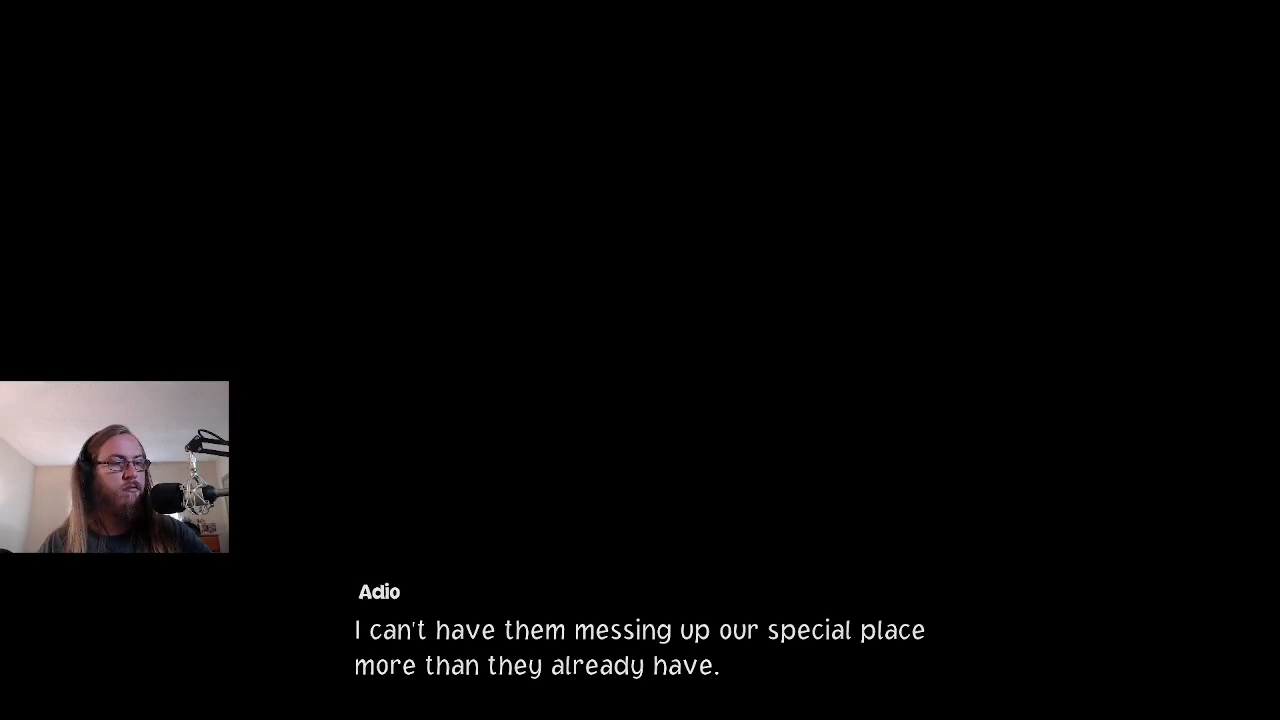 Adio
I can't have them messing up our special place
more than they already have.